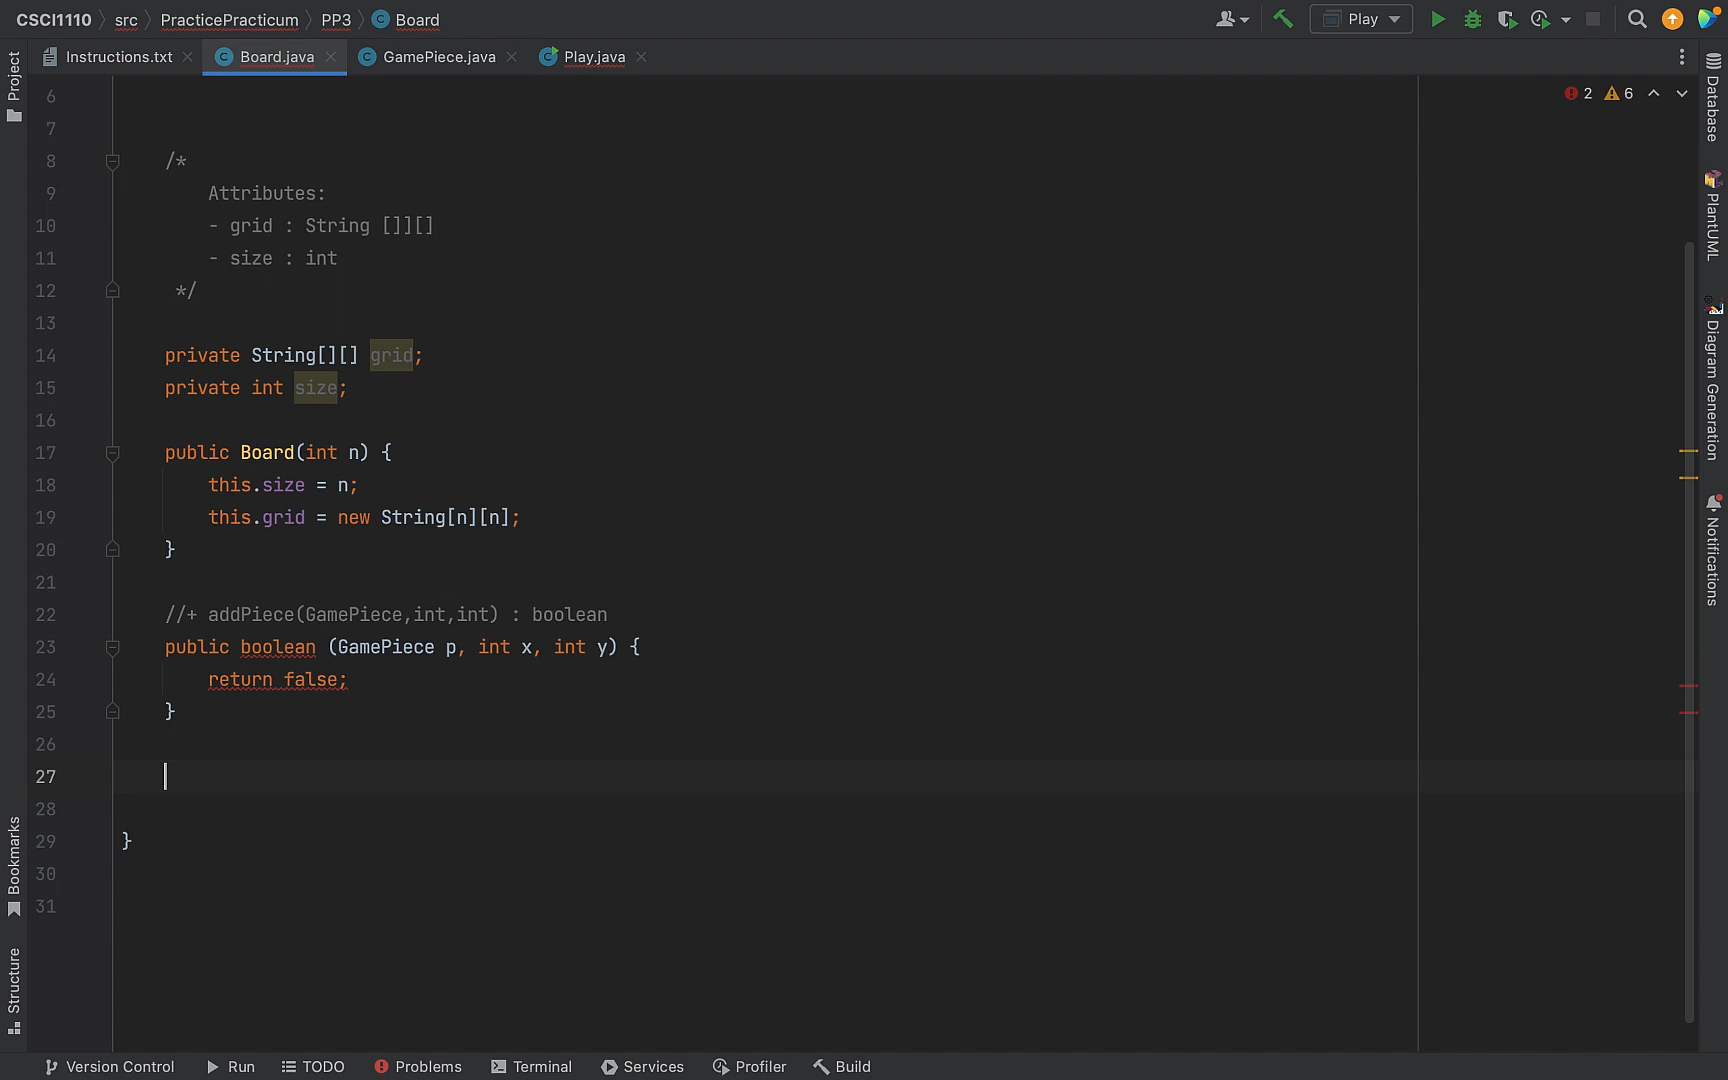 CSCI1110 src PracticePracticum PP3 Board Play
Instructions.txt Board.java GamePiece.java Play.java
Project
2 6
Database
PlantUML
Diagram Generation
Notifications
Bookmarks
Structure
6
7
8 /*
9 Attributes:
10 - grid : String []][]
11 - size : int
12 */
13
14 private String[][] grid;
15 private int size;
16
17 public Board(int n) {
18 this.size = n;
19 this.grid = new String[n][n];
20 }
21
22 //+ addPiece(GamePiece,int,int) : boolean
23 public boolean (GamePiece p, int x, int y) {
24 return false;
25 }
26
27
28
29 }
30
31
Version Control Run TODO Problems Terminal Services Profiler Build